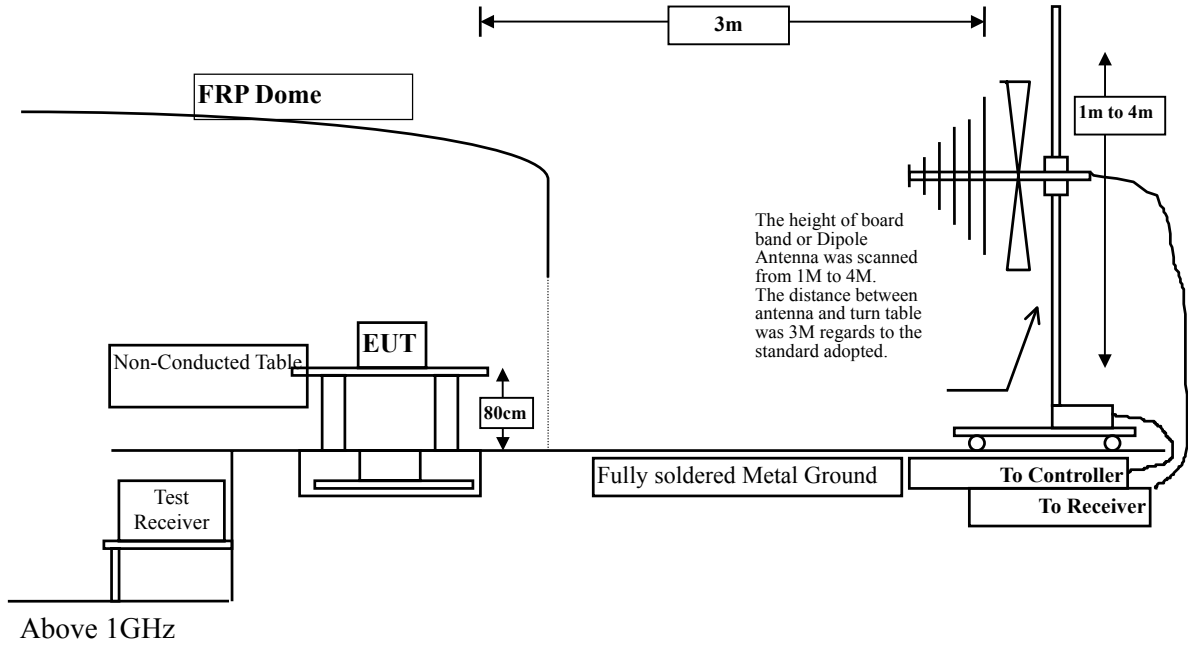 3m
FRP Dome
1m to 4m
The height of board
band or Dipole
Antenna was scanned
from 1M to 4M.
The distance between
antenna and turn table
was 3M regards to the
standard adopted.
EUT
Non-Conducted Table
80cm
Fully soldered Metal Ground
To Controller
To Receiver
Test
Receiver
Above 1GHz